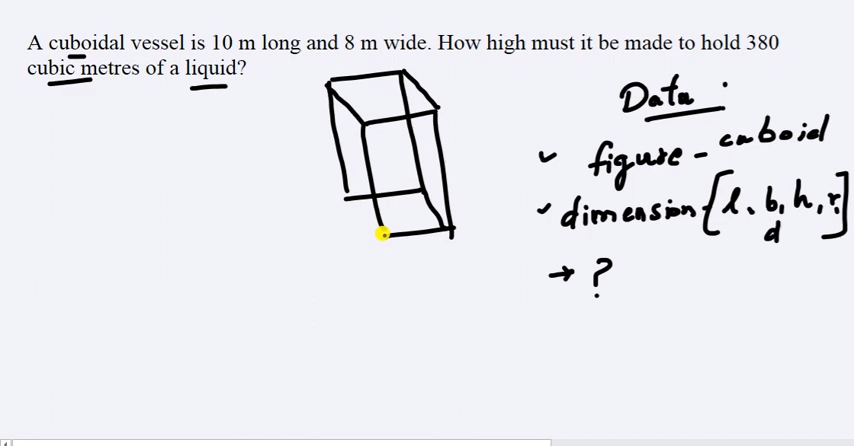 A cuboidal vessel is 10 m long and 8 m wide. How high must it be made to hold 380
cubic metres of a liquid?
Data :
figure - cuboid
dimension [l, b, h, r,]
d
→ ?